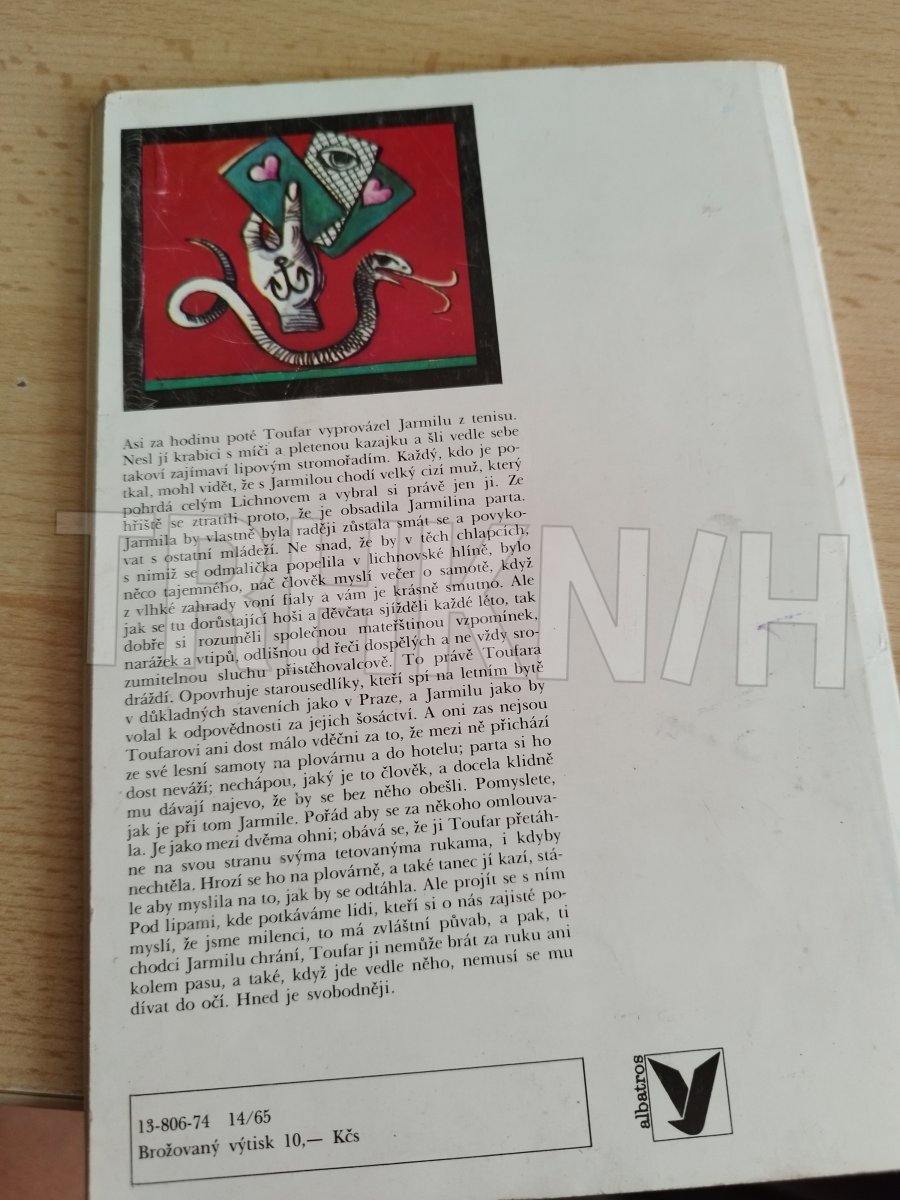 Asi za hodinu poté Toufar vyprovázel Jarmilu z tenisu.
Nesl jí krabici s míči a pletenou kazajku a šli vedle sebe
takoví zajímaví lipovým stromořadím. Každý, kdo je po-
tkal, mohl vidět, že s Jarmilou chodí velký cizí muž, který
pohrdá celým Lichnovem a vybral si právě jen ji. Ze
hřiště se ztratili proto, že je obsadila Jarmilina parta.
Jarmila by vlastně byla raději zůstala smát se a povyko-
vat s ostatní mládeží. Ne snad, že by v těch chlapcích,
s nimiž se odmalička popelila v lichnovské hlíně, bylo
něco tajemného, nač člověk myslí večer o samotě, když
z vlhké zahrady voní fialy a vám je krásně smutno. Ale
jak se tu dorůstající hoši a děvčata sjížděli každé léto, tak
dobře si rozuměli společnou mateřštinou vzpomínek,
narážek a vtipů, odlišnou od řeči dospělých a ne vždy sro-
zumitelnou sluchu přistěhovalcově. To právě Toufara
dráždí. Opovrhuje starousedlíky, kteří spí na letním bytě
v důkladných staveních jako v Praze, a Jarmilu jako by
volal k odpovědnosti za jejich šosáctví. A oni zas nejsou
Toufarovi ani dost málo vděčni za to, že mezi ně přichází
ze své lesní samoty na plovárnu a do hotelu; parta si ho
dost neváží; nechápou, jaký je to člověk, a docela klidně
mu dávají najevo, že by se bez něho obešli. Pomyslete,
jak je při tom Jarmile. Pořád aby se za někoho omlouva-
la. Je jako mezi dvěma ohni; obává se, že ji Toufar přetáh-
ne na svou stranu svýma tetovanýma rukama, i kdyby
nechtěla. Hrozí se ho na plovárně, a také tanec jí kazí, stá-
le aby myslila na to, jak by se odtáhla. Ale projít se s ním
Pod lipami, kde potkáváme lidi, kteří si o nás zajisté po-
myslí, že jsme milenci, to má zvláštní půvab, a pak, ti
chodci Jarmilu chrání, Toufar ji nemůže brát za ruku ani
kolem pasu, a také, když jde vedle něho, nemusí se mu
dívat do očí. Hned je svobodněji.
13-806-74 14/65
Brožovaný výtisk 10,— Kčs
albatros